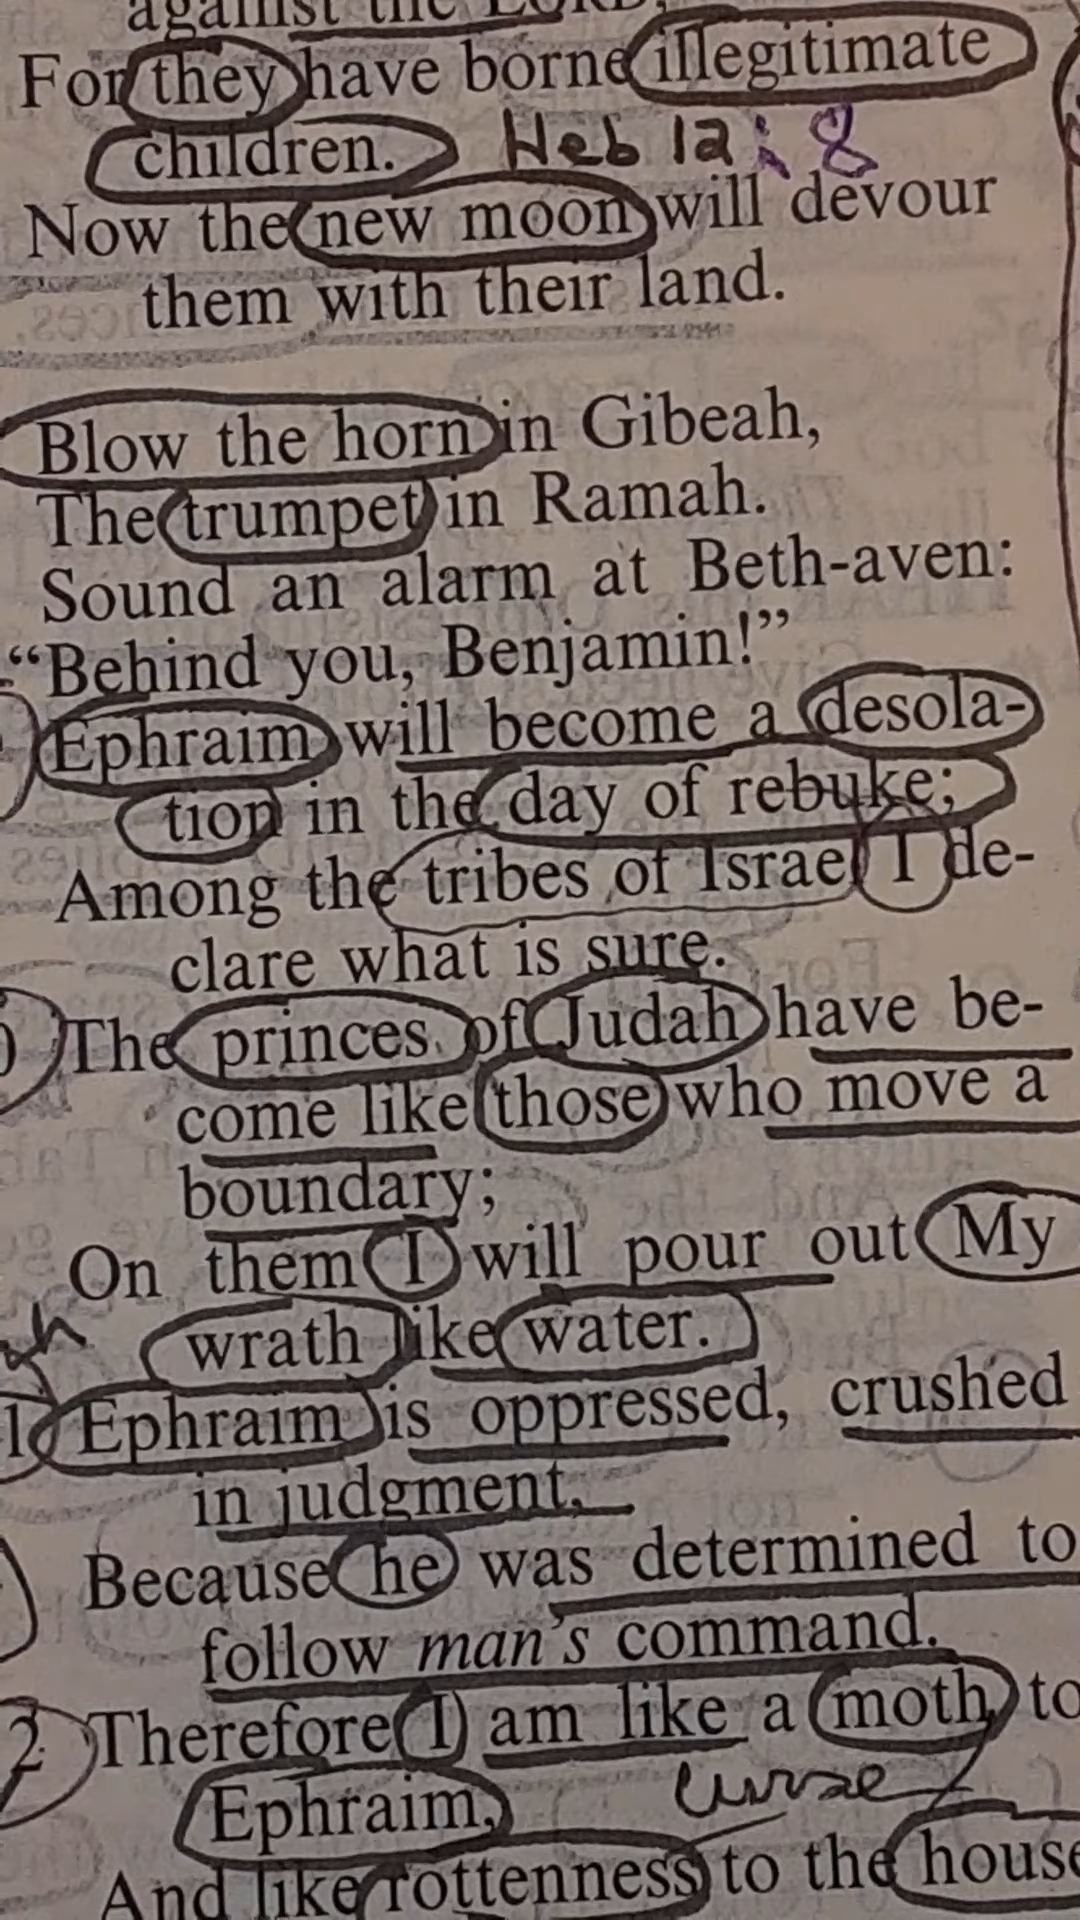 against the LORD,
For they have borne illegitimate
children. Heb 12:8
Now the new moon will devour
them with their land.
Blow the horn in Gibeah,
The trumpet in Ramah.
Sound an alarm at Beth-aven:
“Behind you, Benjamin!”
Ephraim will become a desola-
tion in the day of rebuke;
Among the tribes of Israel I de-
clare what is sure.
The princes of Judah have be-
come like those who move a
boundary;
On them I will pour out My
wrath like water.
Ephraim is oppressed, crushed
in judgment,
Because he was determined to
follow man’s command.
2 Therefore I am like a moth to
Ephraim, curse
And like rottenness to the house